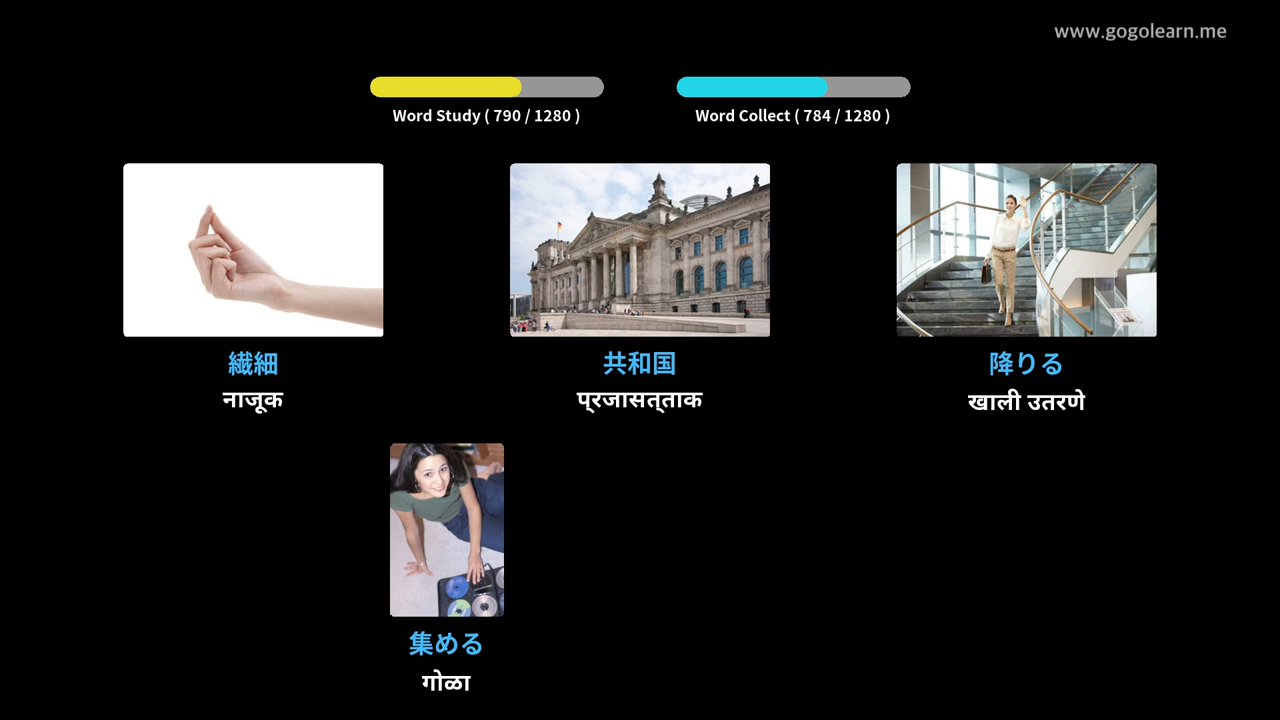 www.gogolearn.me
Word Study ( 790 / 1280 )
Word Collect ( 784 / 1280 )
繊細
नाजूक
共和国
प्रजासत्ताक
降りる
खाली उतरणे
集める
गोळा